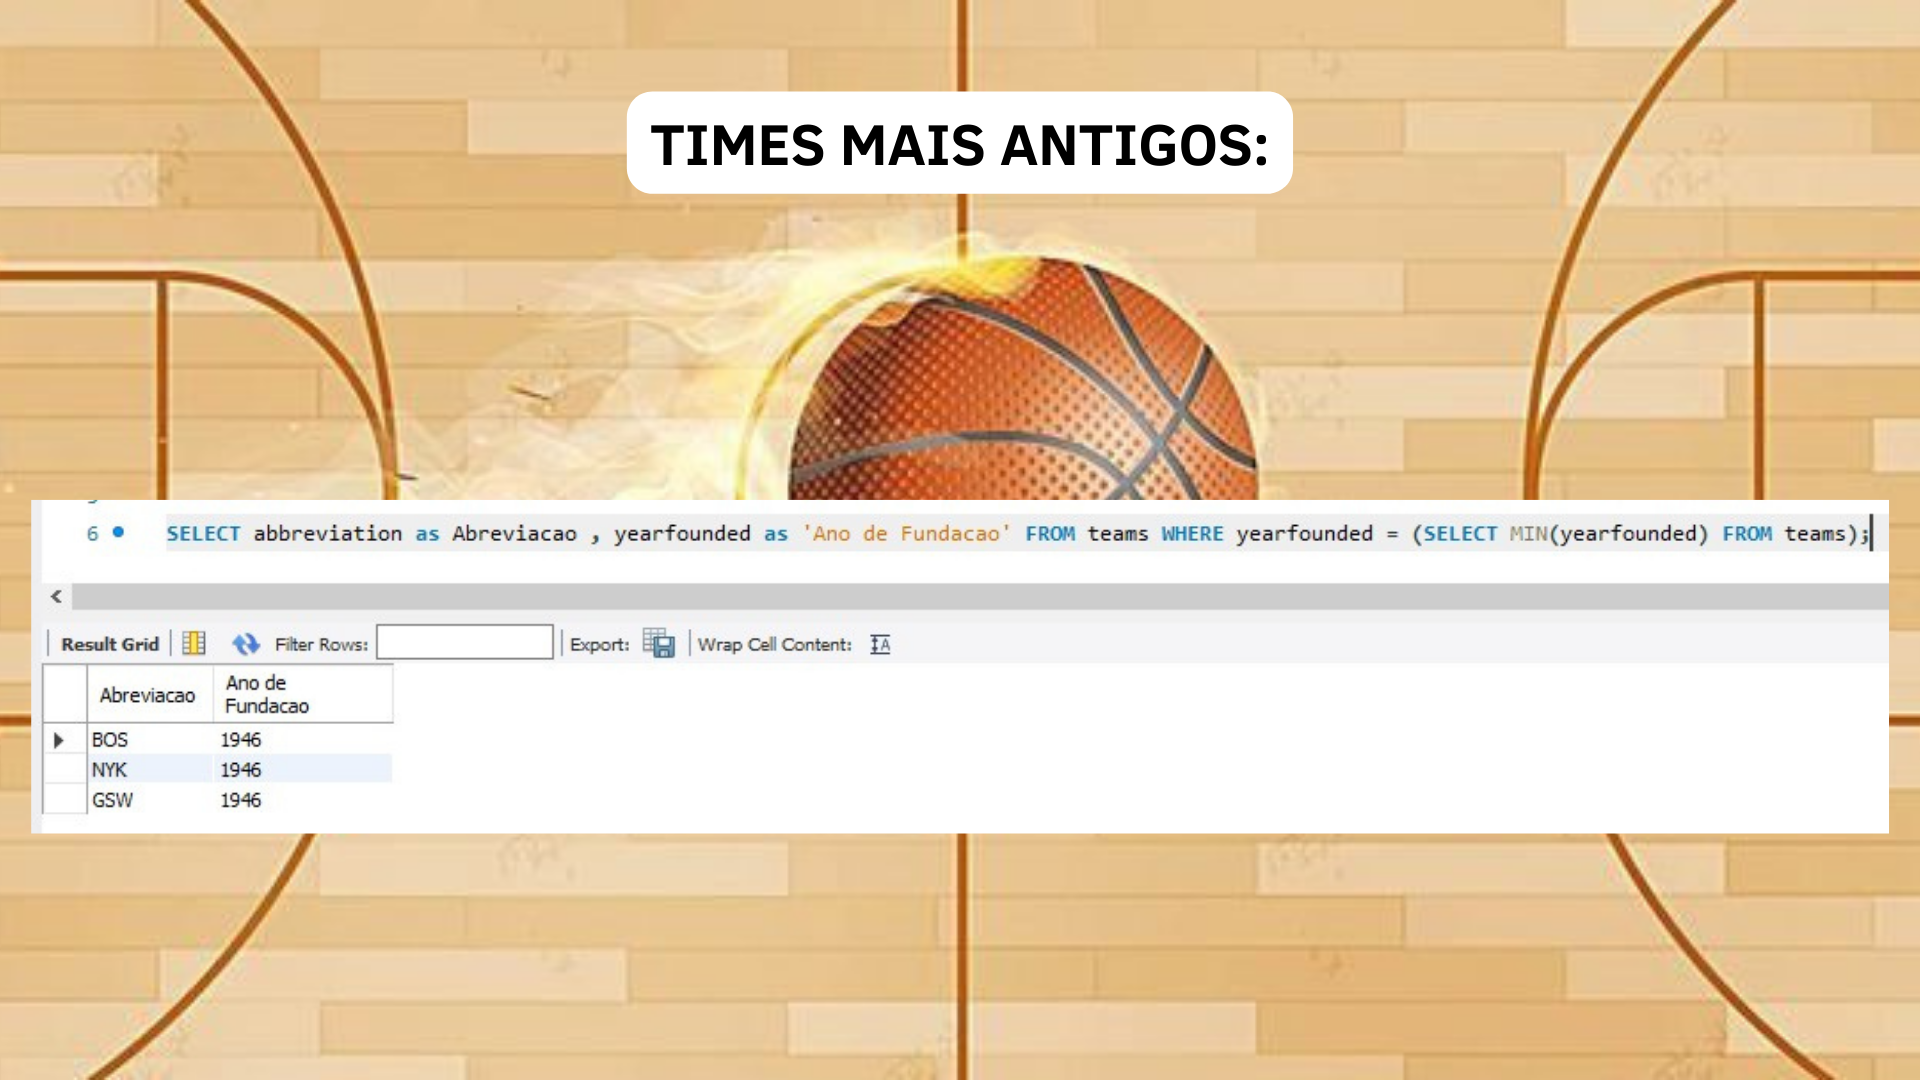 TIMES MAIS ANTIGOS:
6 SELECT abbreviation as Abreviacao , yearfounded as 'Ano de Fundacao' FROM teams WHERE yearfounded = (SELECT MIN(yearfounded) FROM teams);
Result Grid Filter Rows: Export: Wrap Cell Content:
Abreviacao Ano de
Fundacao
BOS 1946
NYK 1946
GSW 1946